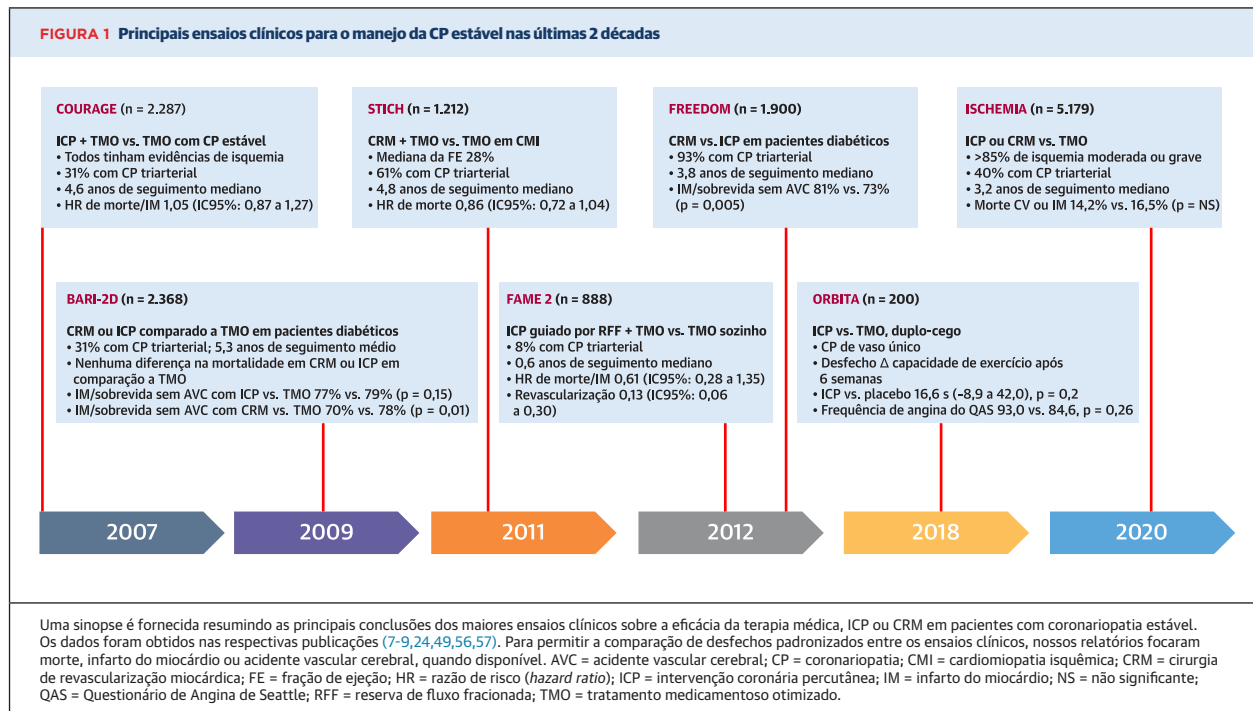 FIGURA 1 Principais ensaios clínicos para o manejo da CP estável nas últimas 2 décadas
COURAGE (n = 2.287)
ICP + TMO vs. TMO com CP estável
• Todos tinham evidências de isquemia
• 31% com CP triarterial
• 4,6 anos de seguimento mediano
• HR de morte/IM 1,05 (IC95%: 0,87 a 1,27)
STICH (n = 1.212)
CRM + TMO vs. TMO em CMI
• Mediana da FE 28%
• 61% com CP triarterial
• 4,8 anos de seguimento mediano
• HR de morte 0,86 (IC95%: 0,72 a 1,04)
FREEDOM (n = 1.900)
CRM vs. ICP em pacientes diabéticos
• 93% com CP triarterial
• 3,8 anos de seguimento mediano
• IM/sobrevida sem AVC 81% vs. 73%
(p = 0,005)
ISCHEMIA (n = 5.179)
ICP ou CRM vs. TMO
• >85% de isquemia moderada ou grave
• 40% com CP triarterial
• 3,2 anos de seguimento mediano
• Morte CV ou IM 14,2% vs. 16,5% (p = NS)
BARI-2D (n = 2.368)
CRM ou ICP comparado a TMO em pacientes diabéticos
• 31% com CP triarterial; 5,3 anos de seguimento médio
• Nenhuma diferença na mortalidade em CRM ou ICP em
comparação a TMO
• IM/sobrevida sem AVC com ICP vs. TMO 77% vs. 79% (p = 0,15)
• IM/sobrevida sem AVC com CRM vs. TMO 70% vs. 78% (p = 0,01)
FAME 2 (n = 888)
ICP guiado por RFF + TMO vs. TMO sozinho
• 8% com CP triarterial
• 0,6 anos de seguimento mediano
• HR de morte/IM 0,61 (IC95%: 0,28 a 1,35)
• Revascularização 0,13 (IC95%: 0,06
a 0,30)
ORBITA (n = 200)
ICP vs. TMO, duplo-cego
• CP de vaso único
• Desfecho Δ capacidade de exercício após
6 semanas
• ICP vs. placebo 16,6 s (-8,9 a 42,0), p = 0,2
• Frequência de angina do QAS 93,0 vs. 84,6, p = 0,26
2007
2009
2011
2012
2018
2020
Uma sinopse é fornecida resumindo as principais conclusões dos maiores ensaios clínicos sobre a eficácia da terapia médica, ICP ou CRM em pacientes com coronariopatia estável.
Os dados foram obtidos nas respectivas publicações (7-9,24,49,56,57). Para permitir a comparação de desfechos padronizados entre os ensaios clínicos, nossos relatórios focaram
morte, infarto do miocárdio ou acidente vascular cerebral, quando disponível. AVC = acidente vascular cerebral; CP = coronariopatia; CMI = cardiomiopatia isquêmica; CRM = cirurgia
de revascularização miocárdica; FE = fração de ejeção; HR = razão de risco (hazard ratio); ICP = intervenção coronária percutânea; IM = infarto do miocárdio; NS = não significante;
QAS = Questionário de Angina de Seattle; RFF = reserva de fluxo fracionada; TMO = tratamento medicamentoso otimizado.